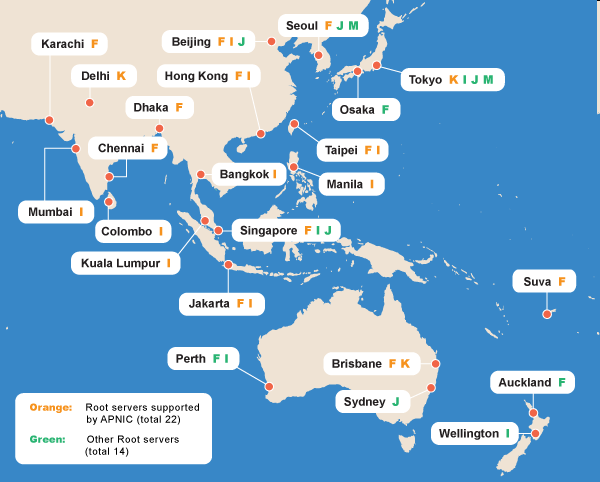 Seoul F J M
Karachi F
Beijing F I J
Delhi K
Hong Kong F I
Tokyo K I J M
Dhaka F
Osaka F
Chennai F
Taipei F I
Bangkok I
Manila I
Mumbai I
Colombo I
Singapore F I J
Kuala Lumpur I
Suva F
Jakarta F I
Perth F I
Brisbane F K
Auckland F
Sydney J
Wellington I
Orange: Root servers supported
by APNIC (total 22)
Green: Other Root servers
(total 14)